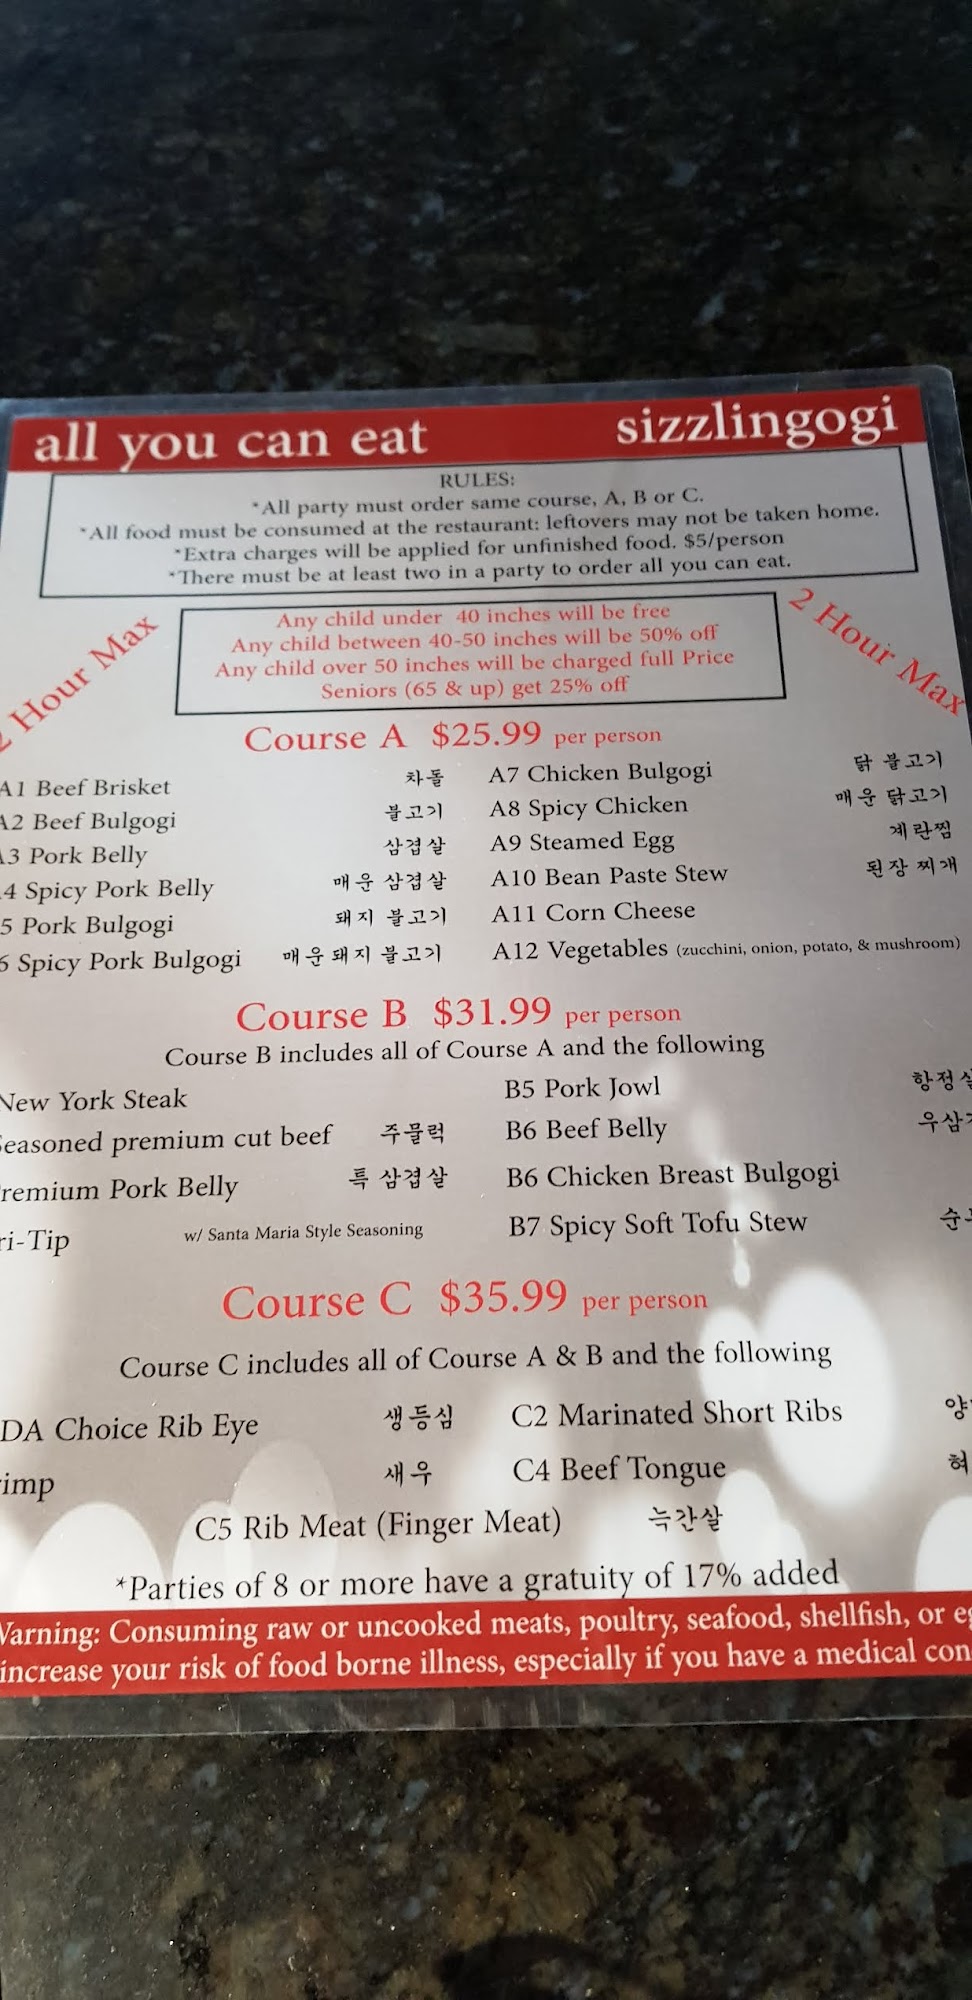 all you can eat sizzlingogi
RULES:
*All party must order same course, A, B or C.
*All food must be consumed at the restaurant: leftovers may not be taken home.
*Extra charges will be applied for unfinished food. $5/person
*There must be at least two in a party to order all you can eat.
2 Hour Max
Any child under 40 inches will be free
Any child between 40-50 inches will be 50% off
Any child over 50 inches will be charged full Price
Seniors (65 & up) get 25% off
2 Hour Max
Course A $25.99 per person
A1 Beef Brisket 차돌
A2 Beef Bulgogi 불고기
A3 Pork Belly 삼겹살
4 Spicy Pork Belly 매운 삼겹살
5 Pork Bulgogi 돼지 불고기
6 Spicy Pork Bulgogi 매운돼지 불고기
A7 Chicken Bulgogi 닭 불고기
A8 Spicy Chicken 매운 닭고기
A9 Steamed Egg 계란찜
A10 Bean Paste Stew 된장 찌개
A11 Corn Cheese
A12 Vegetables (zucchini, onion, potato, & mushroom)
Course B $31.99 per person
Course B includes all of Course A and the following
New York Steak
Seasoned premium cut beef 주물럭
remium Pork Belly 특 삼겹살
ri-Tip w/ Santa Maria Style Seasoning
B5 Pork Jowl 항정
B6 Beef Belly 우삼
B6 Chicken Breast Bulgogi
B7 Spicy Soft Tofu Stew 순
Course C $35.99 per person
Course C includes all of Course A & B and the following
DA Choice Rib Eye 생등심
imp 새우
C2 Marinated Short Ribs 양
C4 Beef Tongue 혀
C5 Rib Meat (Finger Meat) 늑간살
*Parties of 8 or more have a gratuity of 17% added
Warning: Consuming raw or uncooked meats, poultry, seafood, shellfish, or eg
increase your risk of food borne illness, especially if you have a medical con